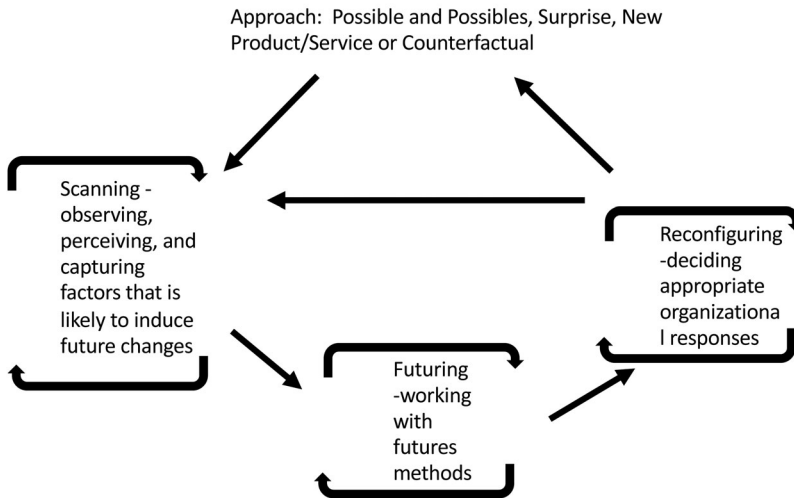 Approach:  Possible and Possibles, Surprise, New
Product/Service or Counterfactual
Scanning -
observing,
perceiving, and
capturing
factors that is
likely to induce
future changes
Futuring
-working
with
futures
methods
Reconfiguring
-deciding
appropriate
organizationa
l responses